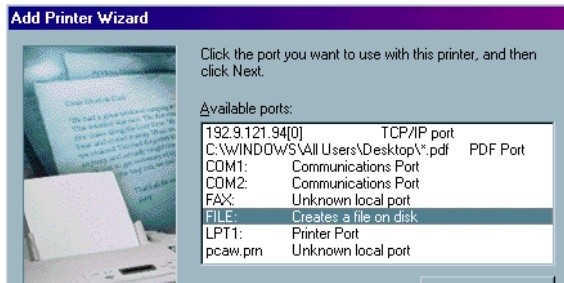 Add Printer Wizard
Click the port you want to use with this printer, and then
click Next.
Available ports:
192.9.121.94[0] TCP/IP port
C:\WINDOWS\All Users\Desktop\*.pdf PDF Port
COM1: Communications Port
COM2: Communications Port
FAX: Unknown local port
FILE: Creates a file on disk
LPT1: Printer Port
pcaw.prn Unknown local port